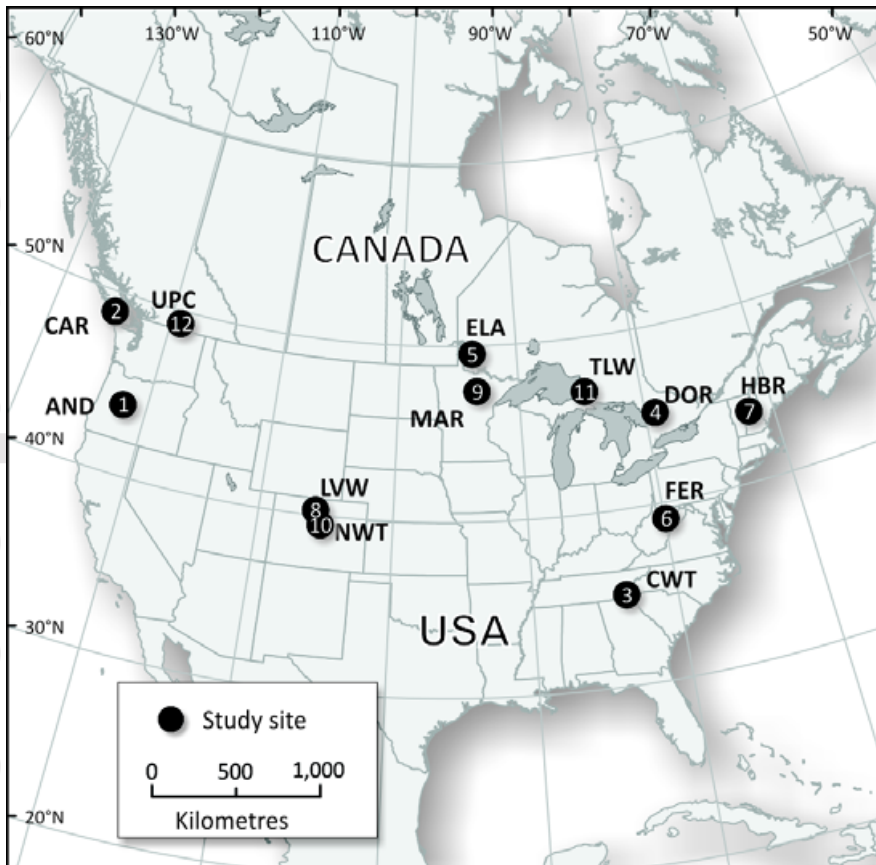 60°N
130°W
110°W
90°W
70°W
50°W
50°N
CANADA
UPC
2
12
CAR
ELA
5
TLW
HBR
AND
1
9
11
DOR
MAR
4
7
40°N
LVW
8
FER
10
NWT
6
CWT
3
30°N
USA
Study site
0 500 1,000
Kilometres
20°N